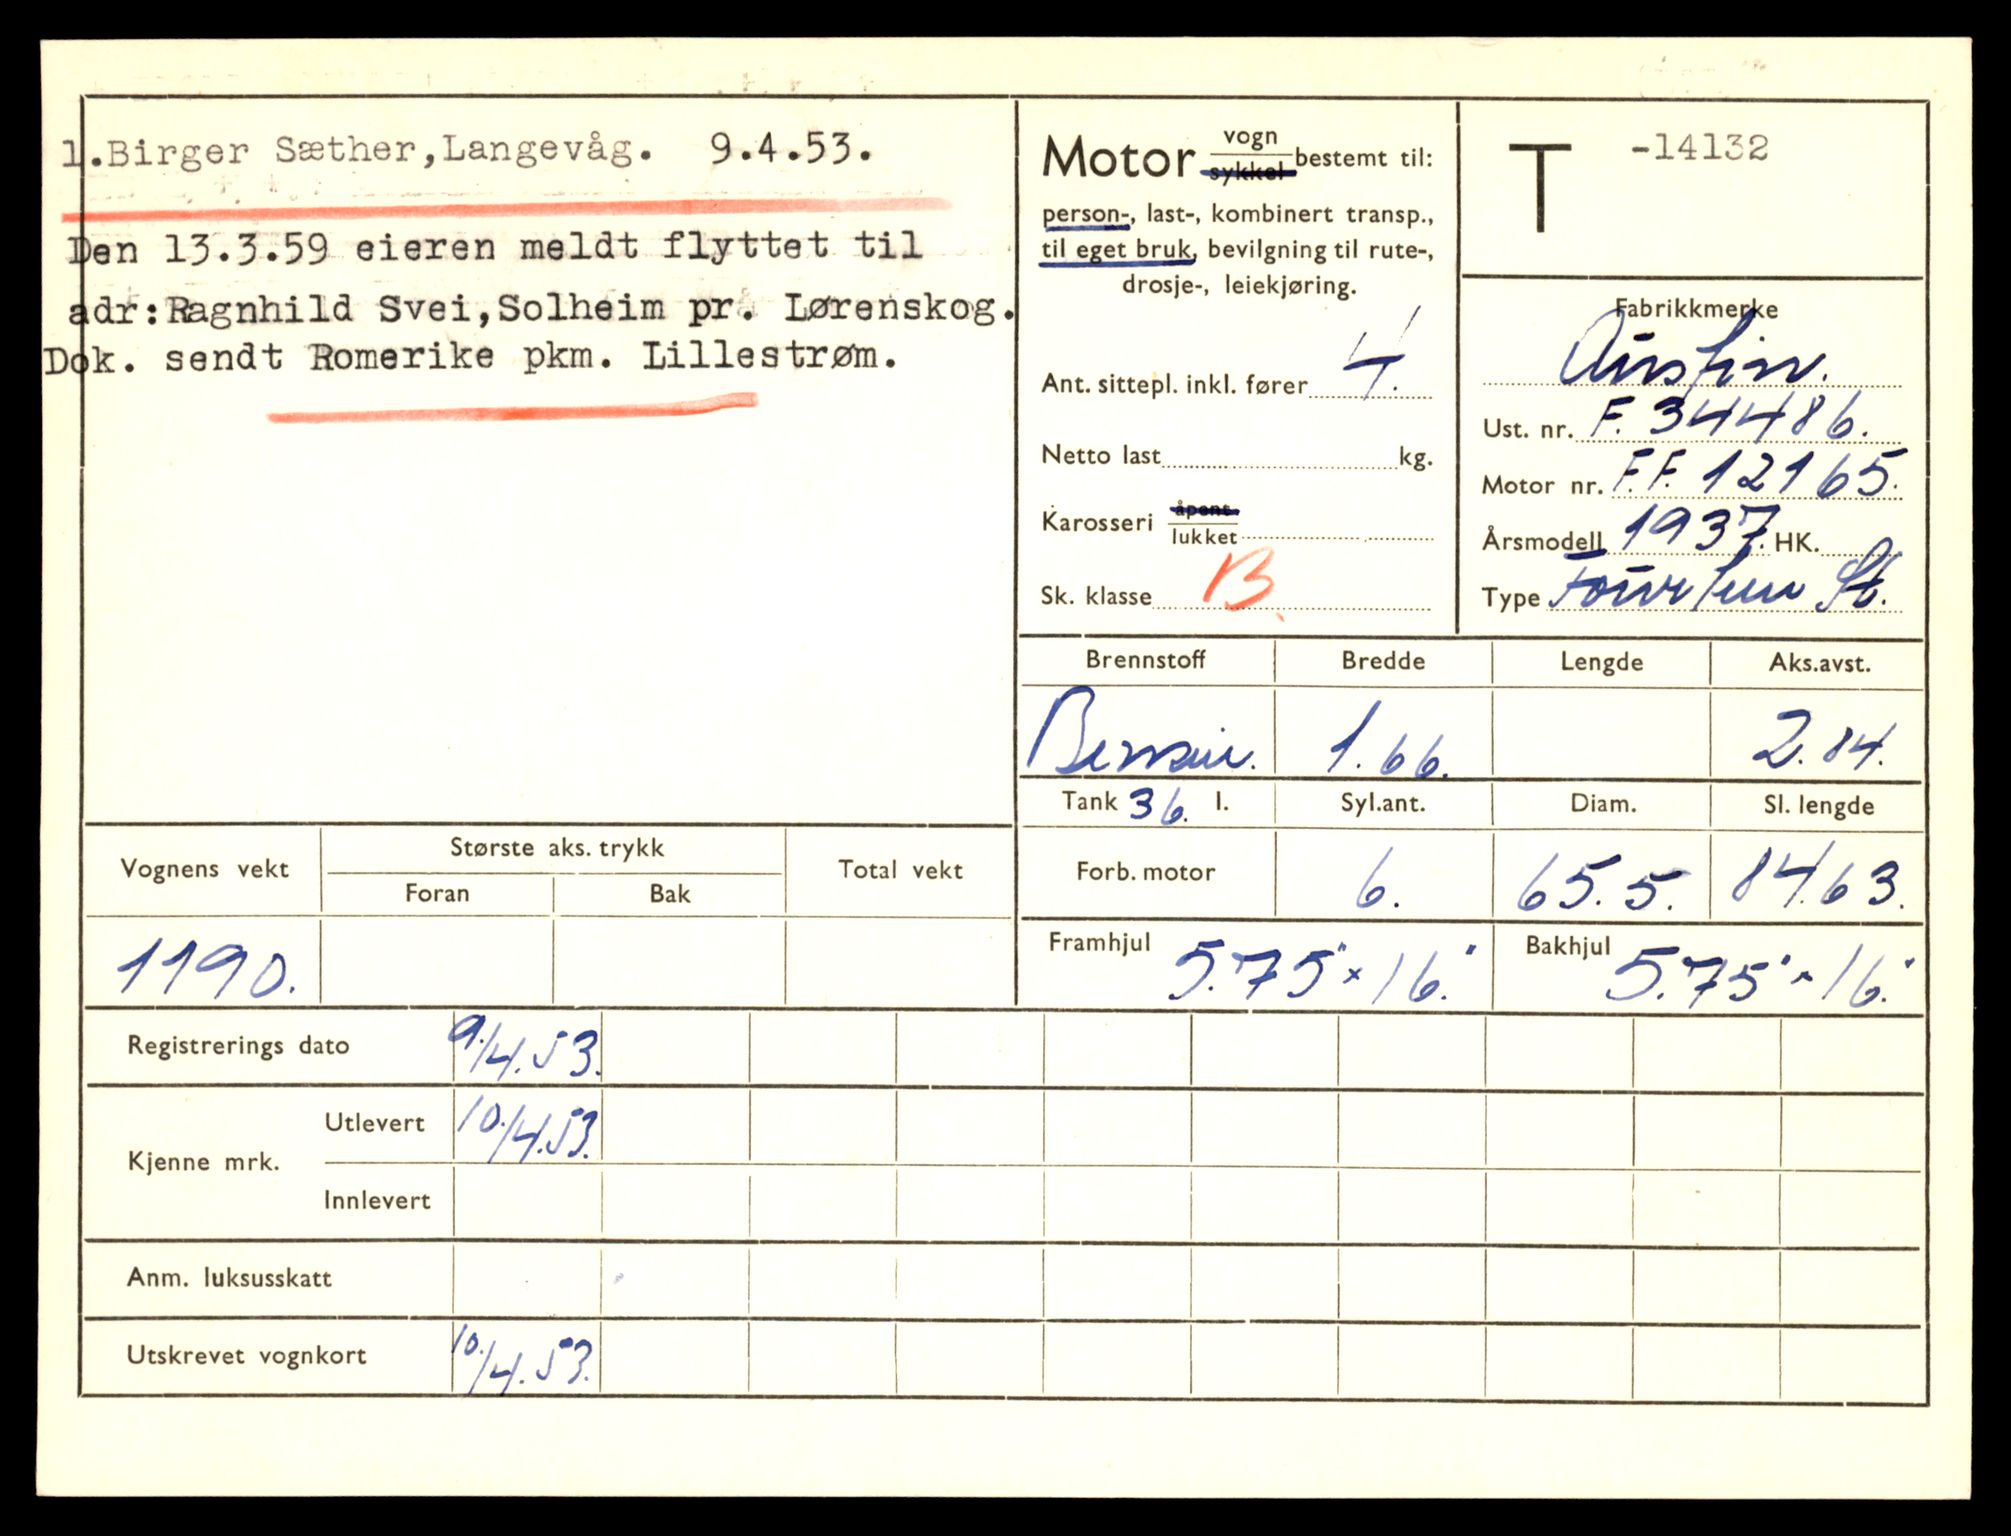 1.Birger Sæther,Langevåg. 9.4.53.
Den 13.3.59 eieren meldt flyttet til
adr:Ragnhild Svei,Solheim pr. Lørenskog.
Dok. sendt Romerike pkm. Lillestrøm.
Motor vogn/sykkel bestemt til:
person-, last-, kombinert transp.,
til eget bruk, bevilgning til rute-,
drosje-, leiekjøring.
Ant. sittepl. inkl. fører 4.
Netto last kg.
Karosseri åpent/lukket
Sk. klasse B.
T -14132
Fabrikkmerke
Austin.
Ust. nr. F. 34486.
Motor nr. F.F. 12165.
Årsmodell 1937. HK.
Type Fourteen St.
Brennstoff Bredde Lengde Aks.avst.
Bensin. 1.66. 2.84.
Tank 36. l. Syl.ant. Diam. Sl. lengde
Forb. motor 6. 65.5. 84.63.
Framhjul 5.75" x 16." Bakhjul 5.75" x 16."
Vognens vekt Største aks. trykk Total vekt
Foran Bak
1190.
Registrerings dato 9./4.53.
Kjenne mrk. Utlevert 10./4.53.
Innlevert
Anm. luksusskatt
Utskrevet vognkort 10./4.53.